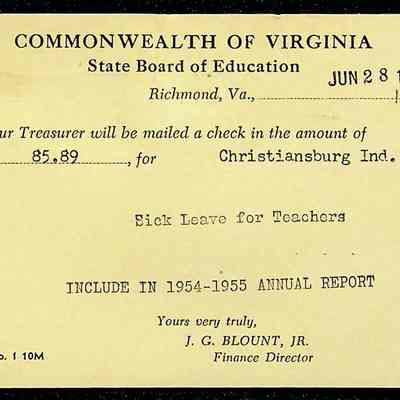 COMMONWEALTH OF VIRGINIA
State Board of Education
JUN 28 1
Richmond, Va.,
ur Treasurer will be mailed a check in the amount of
85.89, for Christiansburg Ind.
Sick Leave for Teachers
INCLUDE IN 1954-1955 ANNUAL REPORT
Yours very truly,
J. G. BLOUNT, JR.
o. 1 10M Finance Director